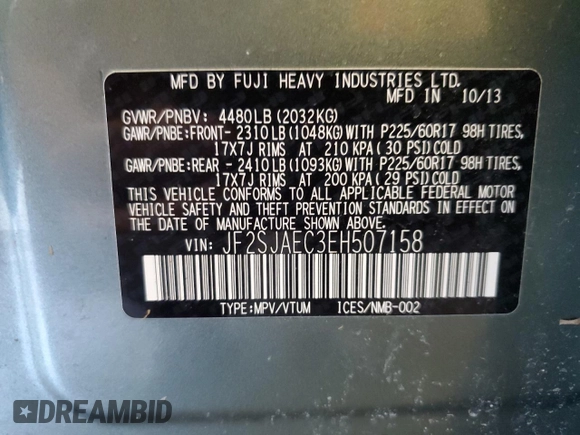 MFD BY FUJI HEAVY INDUSTRIES LTD.
MFD IN 10/13
GVWR/PNBV: 4480LB(2032KG)
GAWR/PNBE:FRONT- 2310LB(1048KG)WITH P225/60R17 98H TIRES,
17X7J RIMS AT 210 KPA(30 PSI)COLD
GAWR/PNBE:REAR - 2410LB(1093KG)WITH P225/60R17 98H TIRES,
17X7J RIMS AT 200 KPA(29 PSI)COLD
THIS VEHICLE CONFORMS TO ALL APPLICABLE FEDERAL MOTOR
VEHICLE SAFETY AND THEFT PREVENTION STANDARDS IN EFFECT
ON THE DATE OF MANUFACTURE SHOWN ABOVE.
VIN: JF2SJAEC3EH507158
TYPE:MPV/VTUM ICES/NMB-002
DREAMBID